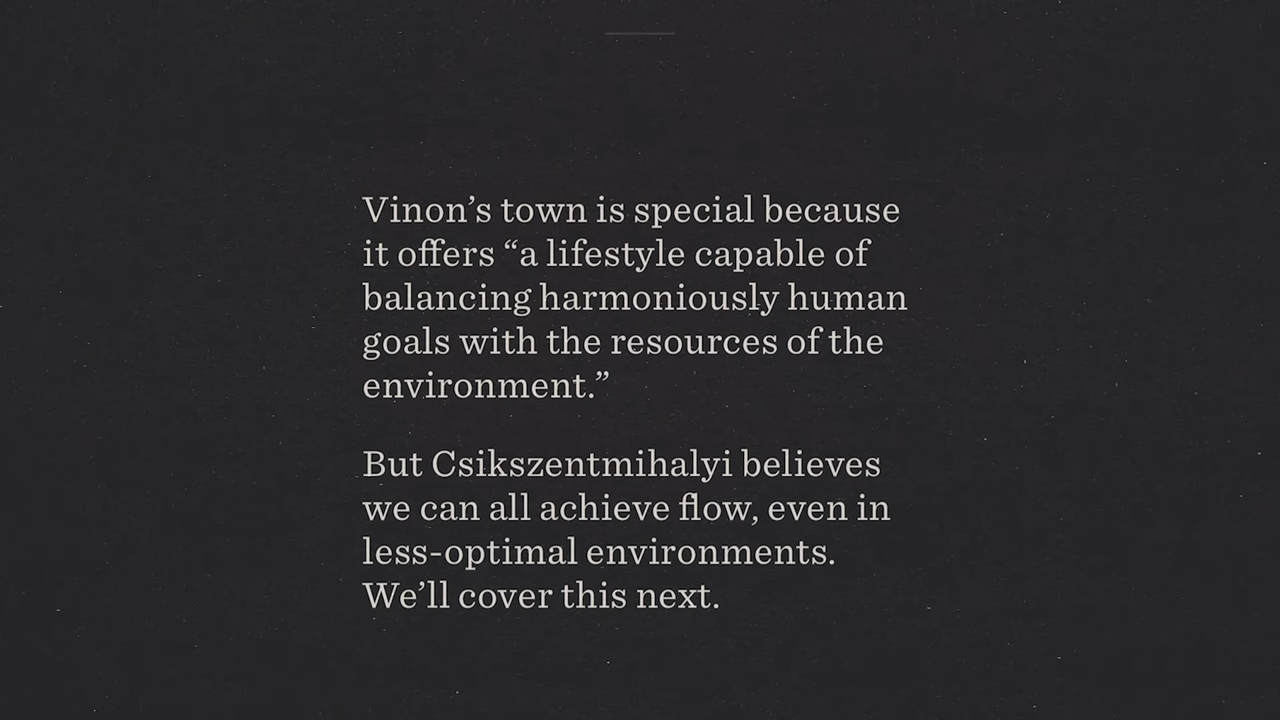 Vinon’s town is special because
it offers “a lifestyle capable of
balancing harmoniously human
goals with the resources of the
environment.”
But Csikszentmihalyi believes
we can all achieve flow, even in
less-optimal environments.
We’ll cover this next.